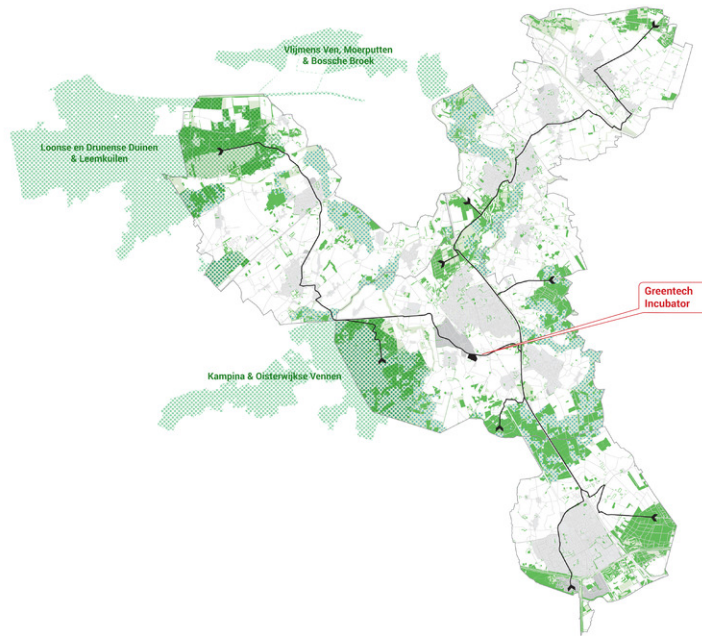 Vlijmens Ven, Moerputten
& Bossche Broek
Loonse en Drunense Duinen
& Leemkuilen
Greentech
Incubator
Kampina & Oisterwijkse Vennen